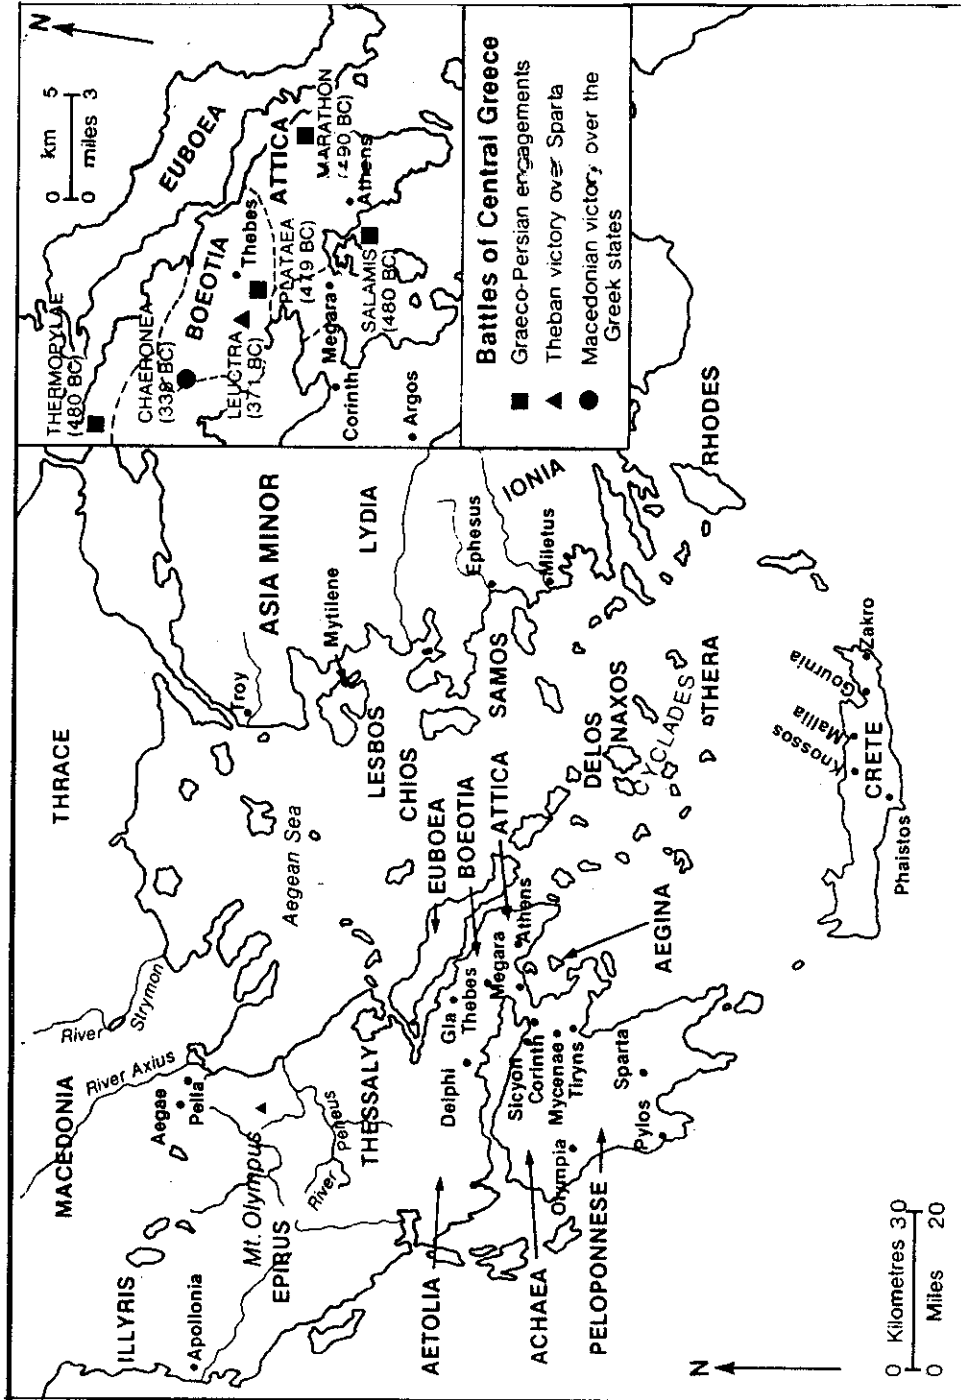 THRACE
MACEDONIA
ILLYRIS
River
Strymon
River Axius
Aegae
Pella
Apollonia
Mt. Olympus
EPIRUS
River
Peneus
THESSALY
Aegean Sea
Troy
ASIA MINOR
Mytilene
LESBOS
LYDIA
CHIOS
EUBOEA
BOEOTIA
ATTICA
AETOLIA
Delphi
Gla
Thebes
Megara
Athens
SAMOS
Ephesus
IONIA
Miletus
ACHAEA
Sicyon
Corinth
Mycenae
Tiryns
Olympia
PELOPONNESE
Sparta
Pylos
AEGINA
DELOS
NAXOS
CYCLADES
THERA
RHODES
Knossos
Mallia
Gournia
Zakro
CRETE
Phaistos
N
0 Kilometres 30
0 Miles 20
N
0 km 5
0 miles 3
THERMOPYLAE
(480 BC)
EUBOEA
CHAERONEA
(338 BC)
BOEOTIA
LEUCTRA
(371 BC)
Thebes
ATTICA
PLATAEA
(479 BC)
MARATHON
(490 BC)
Megara
Athens
Corinth
SALAMIS
(480 BC)
Argos
Battles of Central Greece
Graeco-Persian engagements
Theban victory over Sparta
Macedonian victory over the
Greek states